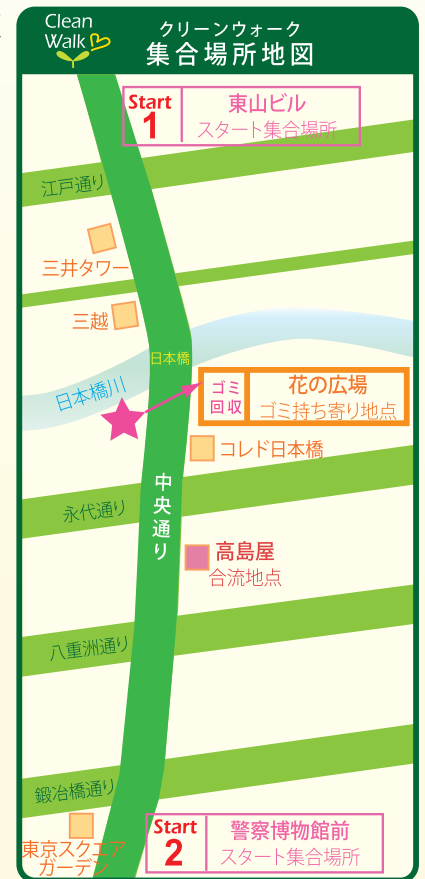 Clean
Walk
クリーンウォーク
集合場所地図
Start
1
東山ビル
スタート集合場所
江戸通り
三井タワー
三越
日本橋
日本橋川
ゴミ
回収
花の広場
ゴミ持ち寄り地点
コレド日本橋
中央通り
永代通り
高島屋
合流地点
八重洲通り
鍛冶橋通り
東京スクエア
ガーデン
Start
2
警察博物館前
スタート集合場所